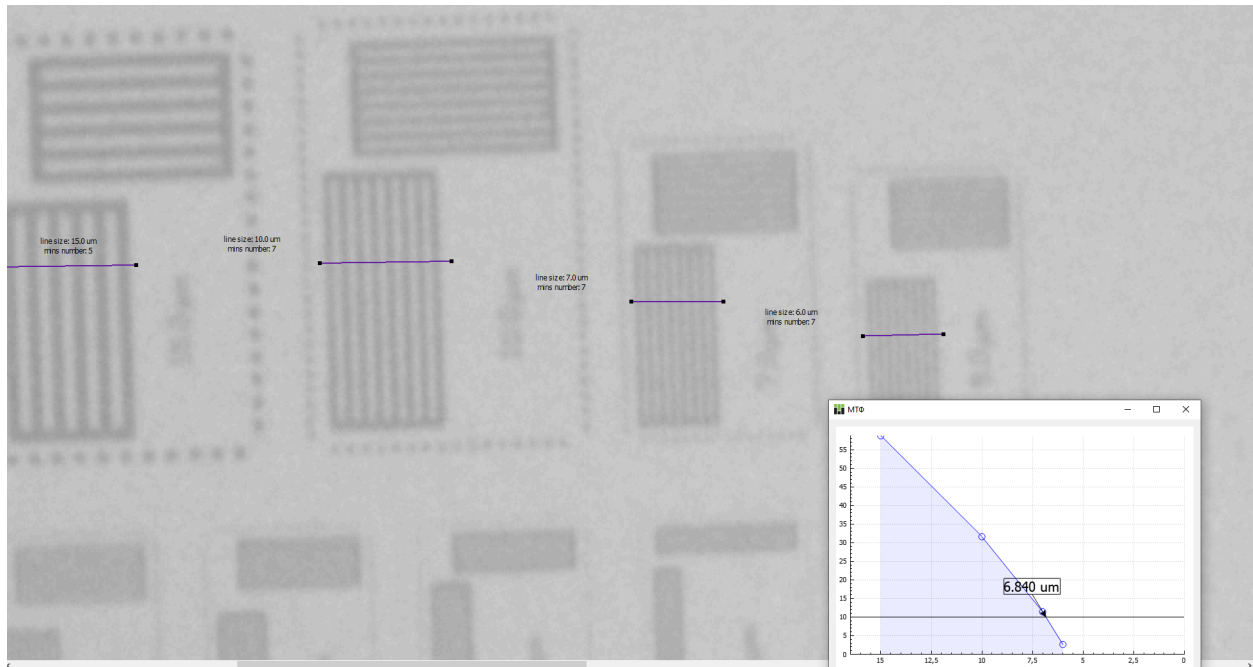 line size: 15.0 um
mins number: 5
line size: 10.0 um
mins number: 7
line size: 7.0 um
mins number: 7
line size: 6.0 um
mins number: 7
МТФ
55
50
45
40
35
30
25
20
15
10
5
0
6.840 um
15
12,5
10
7,5
5
2,5
0